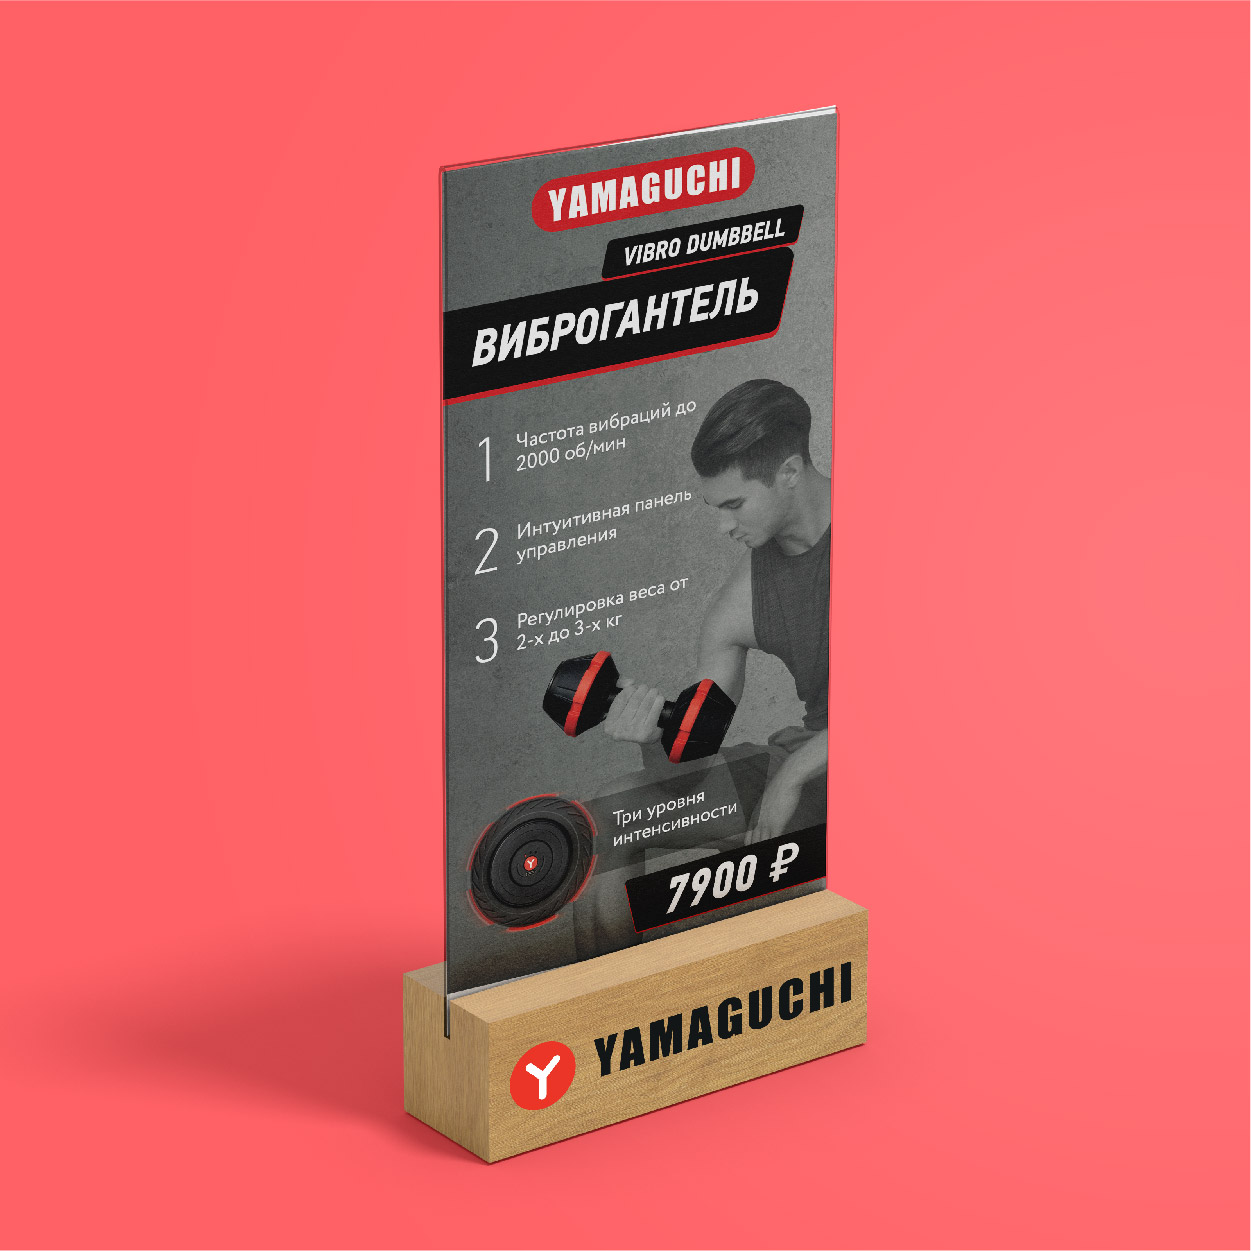 YAMAGUCHI
VIBRO DUMBBELL
ВИБРОГАНТЕЛЬ
1
Частота вибраций до
2000 об/мин
2
Интуитивная панель
управления
3
Регулировка веса от
2-х до 3-х кг
Три уровня
интенсивности
7900 ₽
Y YAMAGUCHI